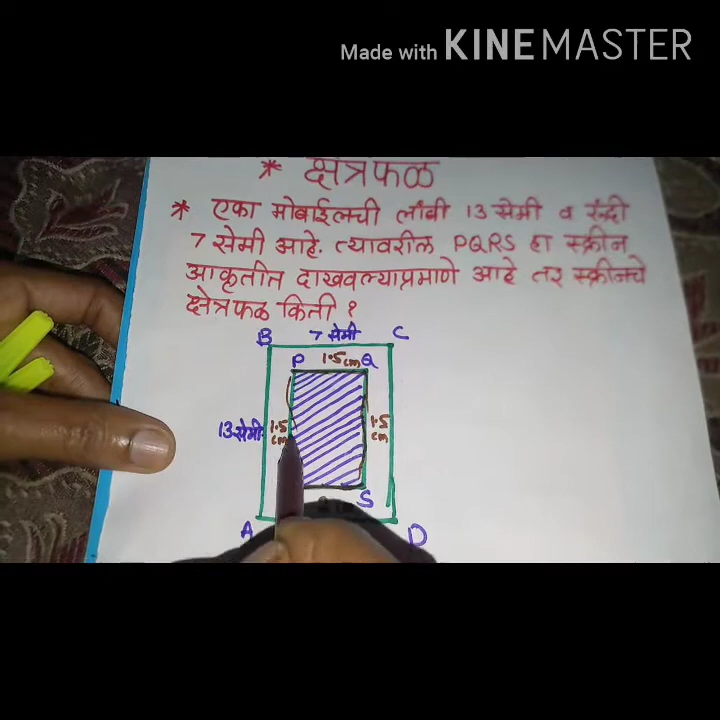 Made with KINEMASTER
* क्षेत्रफळ
* एका मोबाईलची लांबी 13 सेमी व रुंदी
7 सेमी आहे. त्यावरील PQRS हा स्क्रीन
आकृतीत दाखवल्याप्रमाणे आहे तर स्क्रीनचे
क्षेत्रफळ किती ?
B 7 सेमी C
P 1.5cm Q
13सेमी 1.5 cm 1.5 cm
S
A D